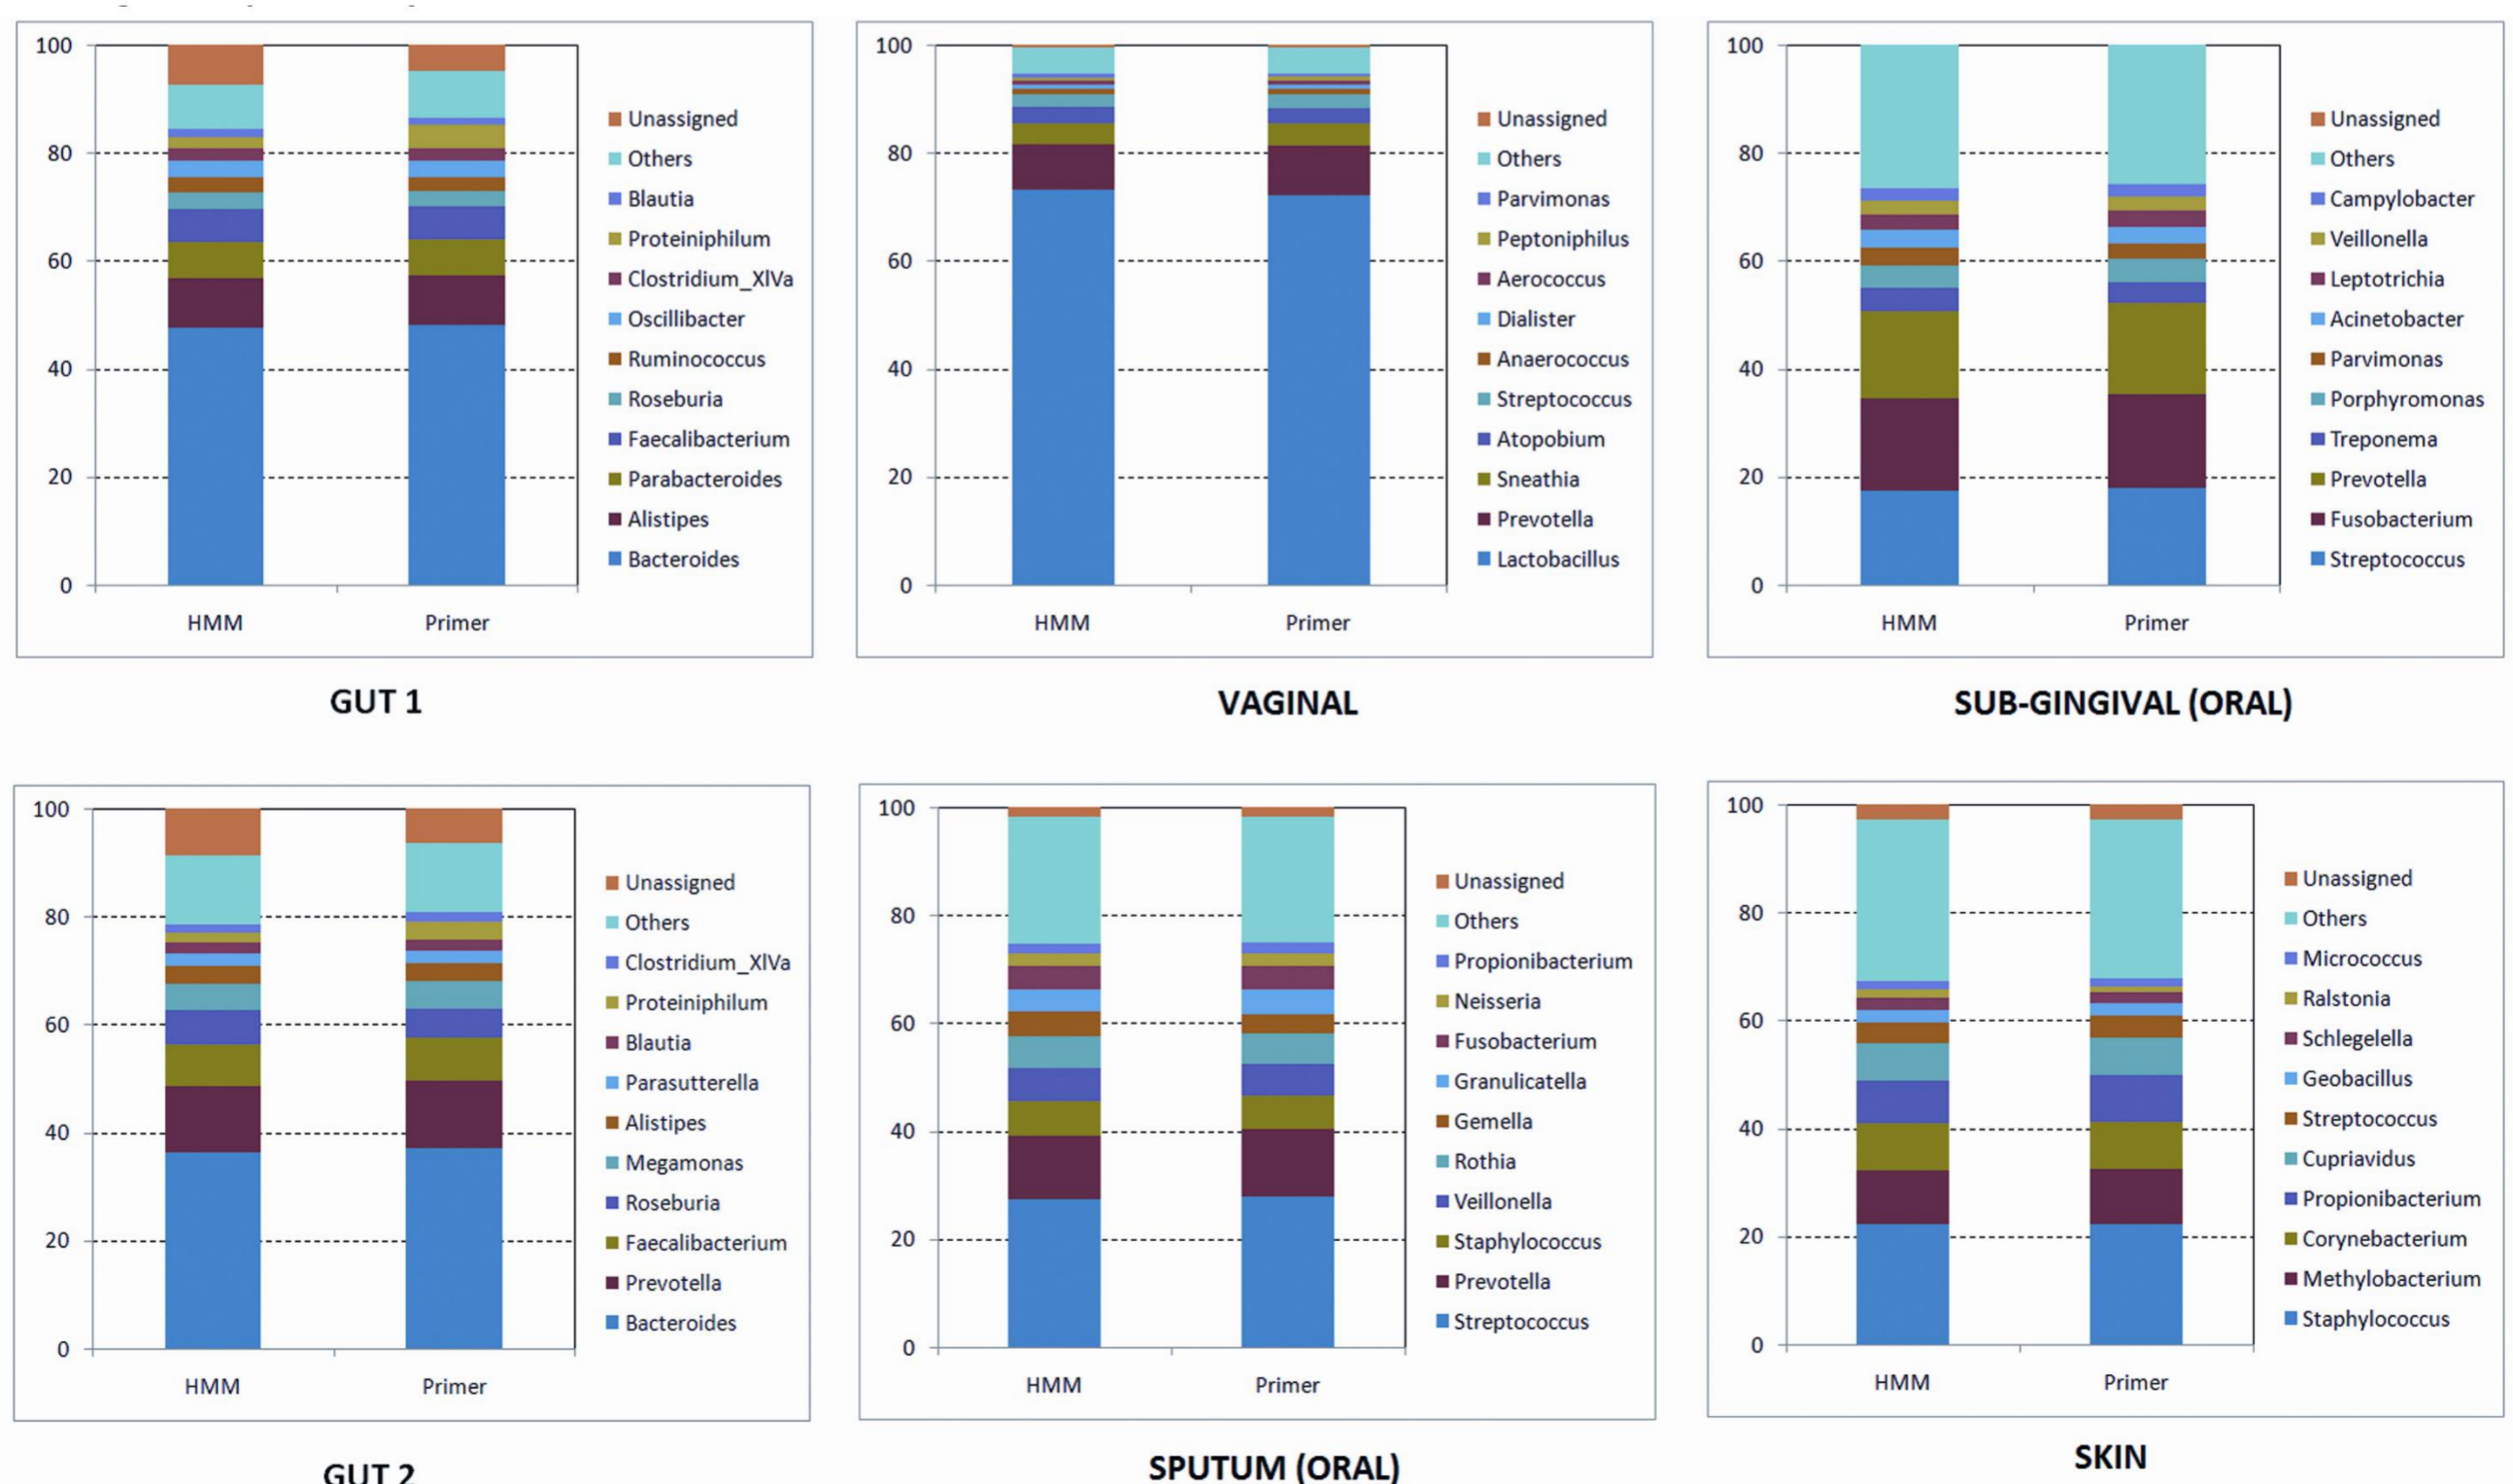 100
80
60
40
20
0
HMM Primer
Unassigned
Others
Blautia
Proteiniphilum
Clostridium_XIVa
Oscillibacter
Ruminococcus
Roseburia
Faecalibacterium
Parabacteroides
Alistipes
Bacteroides
GUT 1
100
80
60
40
20
0
HMM Primer
Unassigned
Others
Parvimonas
Peptoniphilus
Aerococcus
Dialister
Anaerococcus
Streptococcus
Atopobium
Sneathia
Prevotella
Lactobacillus
VAGINAL
100
80
60
40
20
0
HMM Primer
Unassigned
Others
Campylobacter
Veillonella
Leptotrichia
Acinetobacter
Parvimonas
Porphyromonas
Treponema
Prevotella
Fusobacterium
Streptococcus
SUB-GINGIVAL (ORAL)
100
80
60
40
20
0
HMM Primer
Unassigned
Others
Clostridium_XIVa
Proteiniphilum
Blautia
Parasutterella
Alistipes
Megamonas
Roseburia
Faecalibacterium
Prevotella
Bacteroides
GUT 2
100
80
60
40
20
0
HMM Primer
Unassigned
Others
Propionibacterium
Neisseria
Fusobacterium
Granulicatella
Gemella
Rothia
Veillonella
Staphylococcus
Prevotella
Streptococcus
SPUTUM (ORAL)
100
80
60
40
20
0
HMM Primer
Unassigned
Others
Micrococcus
Ralstonia
Schlegelella
Geobacillus
Streptococcus
Cupriavidus
Propionibacterium
Corynebacterium
Methylobacterium
Staphylococcus
SKIN